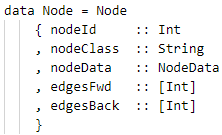 data Node = Node
    { nodeId    :: Int
    , nodeClass :: String
    , nodeData  :: NodeData
    , edgesFwd  :: [Int]
    , edgesBack :: [Int]
    }